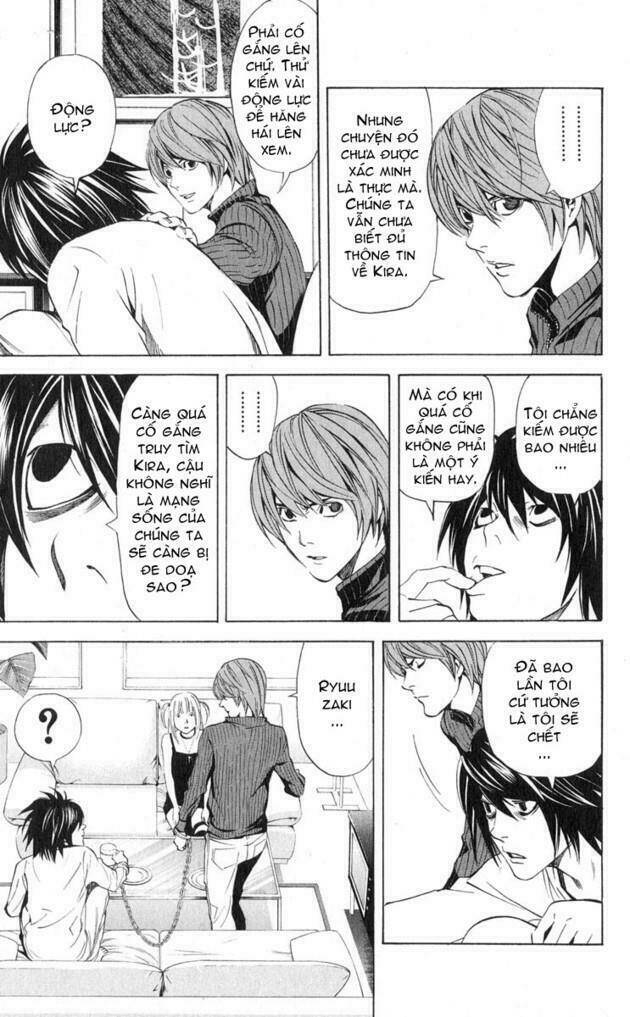 ......
NHƯNG
CHUYỆN ĐÓ
CHƯA ĐƯỢC
XÁC MINH
LÀ THỰC MÀ.
CHÚNG TA
VẪN CHƯA
BIẾT ĐỦ
THÔNG TIN
VỀ KIRA.
PHẢI CỐ
GẮNG LÊN
CHỨ. THỬ
KIẾM VÀI
ĐỘNG LỰC
ĐỂ HĂNG
HÁI LÊN
XEM.
ĐỘNG
LỰC?
TÔI CHẲNG
KIẾM ĐƯỢC
BAO NHIÊU
...
MÀ CÓ KHI
QUÁ CỐ
GẮNG CŨNG
KHÔNG PHẢI
LÀ MỘT Ý
KIẾN HAY.
......
CÀNG QUÁ
CỐ GẮNG
TRUY TÌM
KIRA, CẬU
KHÔNG NGHĨ
LÀ MẠNG
SỐNG CỦA
CHÚNG TA
SẼ CÀNG BỊ
ĐE DOẠ
SAO?
ĐÃ BAO
LẦN TÔI
CỨ TƯỞNG
LÀ TÔI SẼ
CHẾT
...
RYUU
ZAKI
...
?